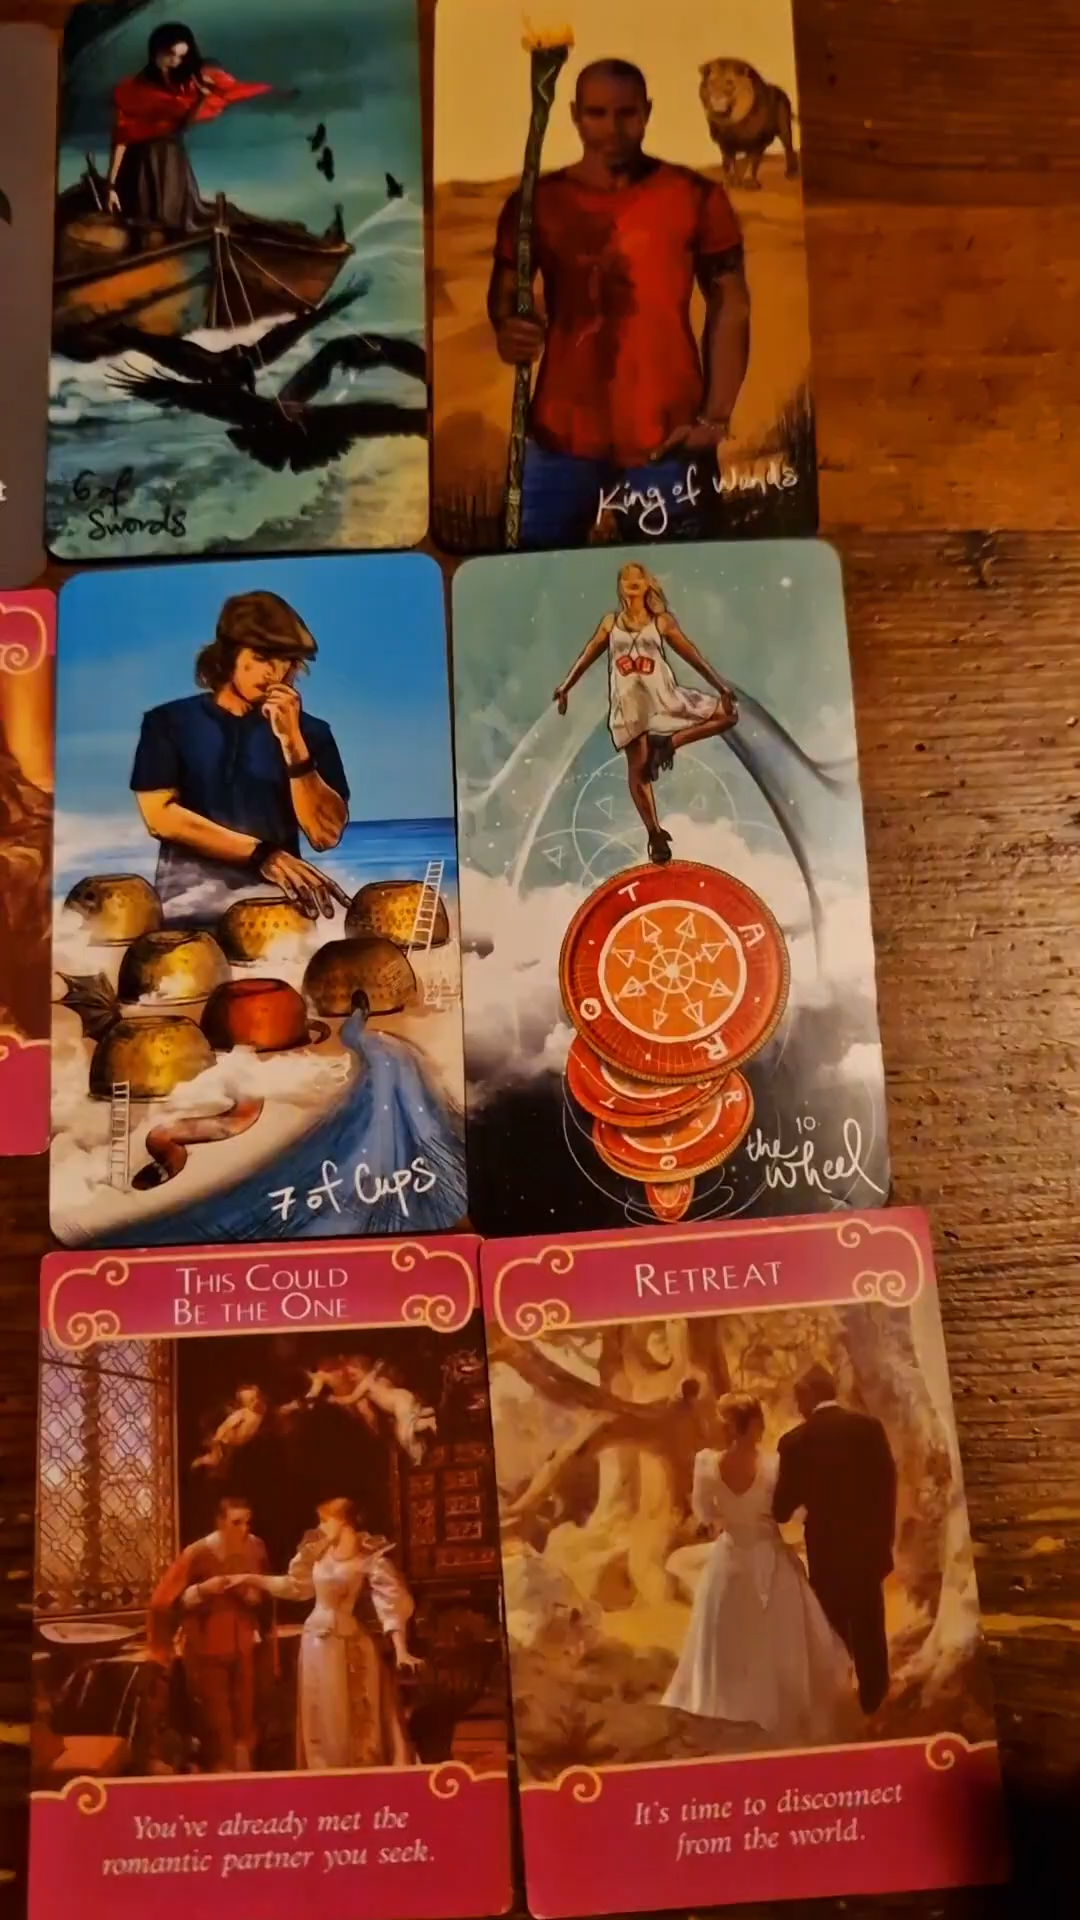 6 of
Swords
King of Wands
t
7 of Cups
T A R O
T R
R A O
10.
the
Wheel
THIS COULD
BE THE ONE
RETREAT
You've already met the
romantic partner you seek.
It's time to disconnect
from the world.